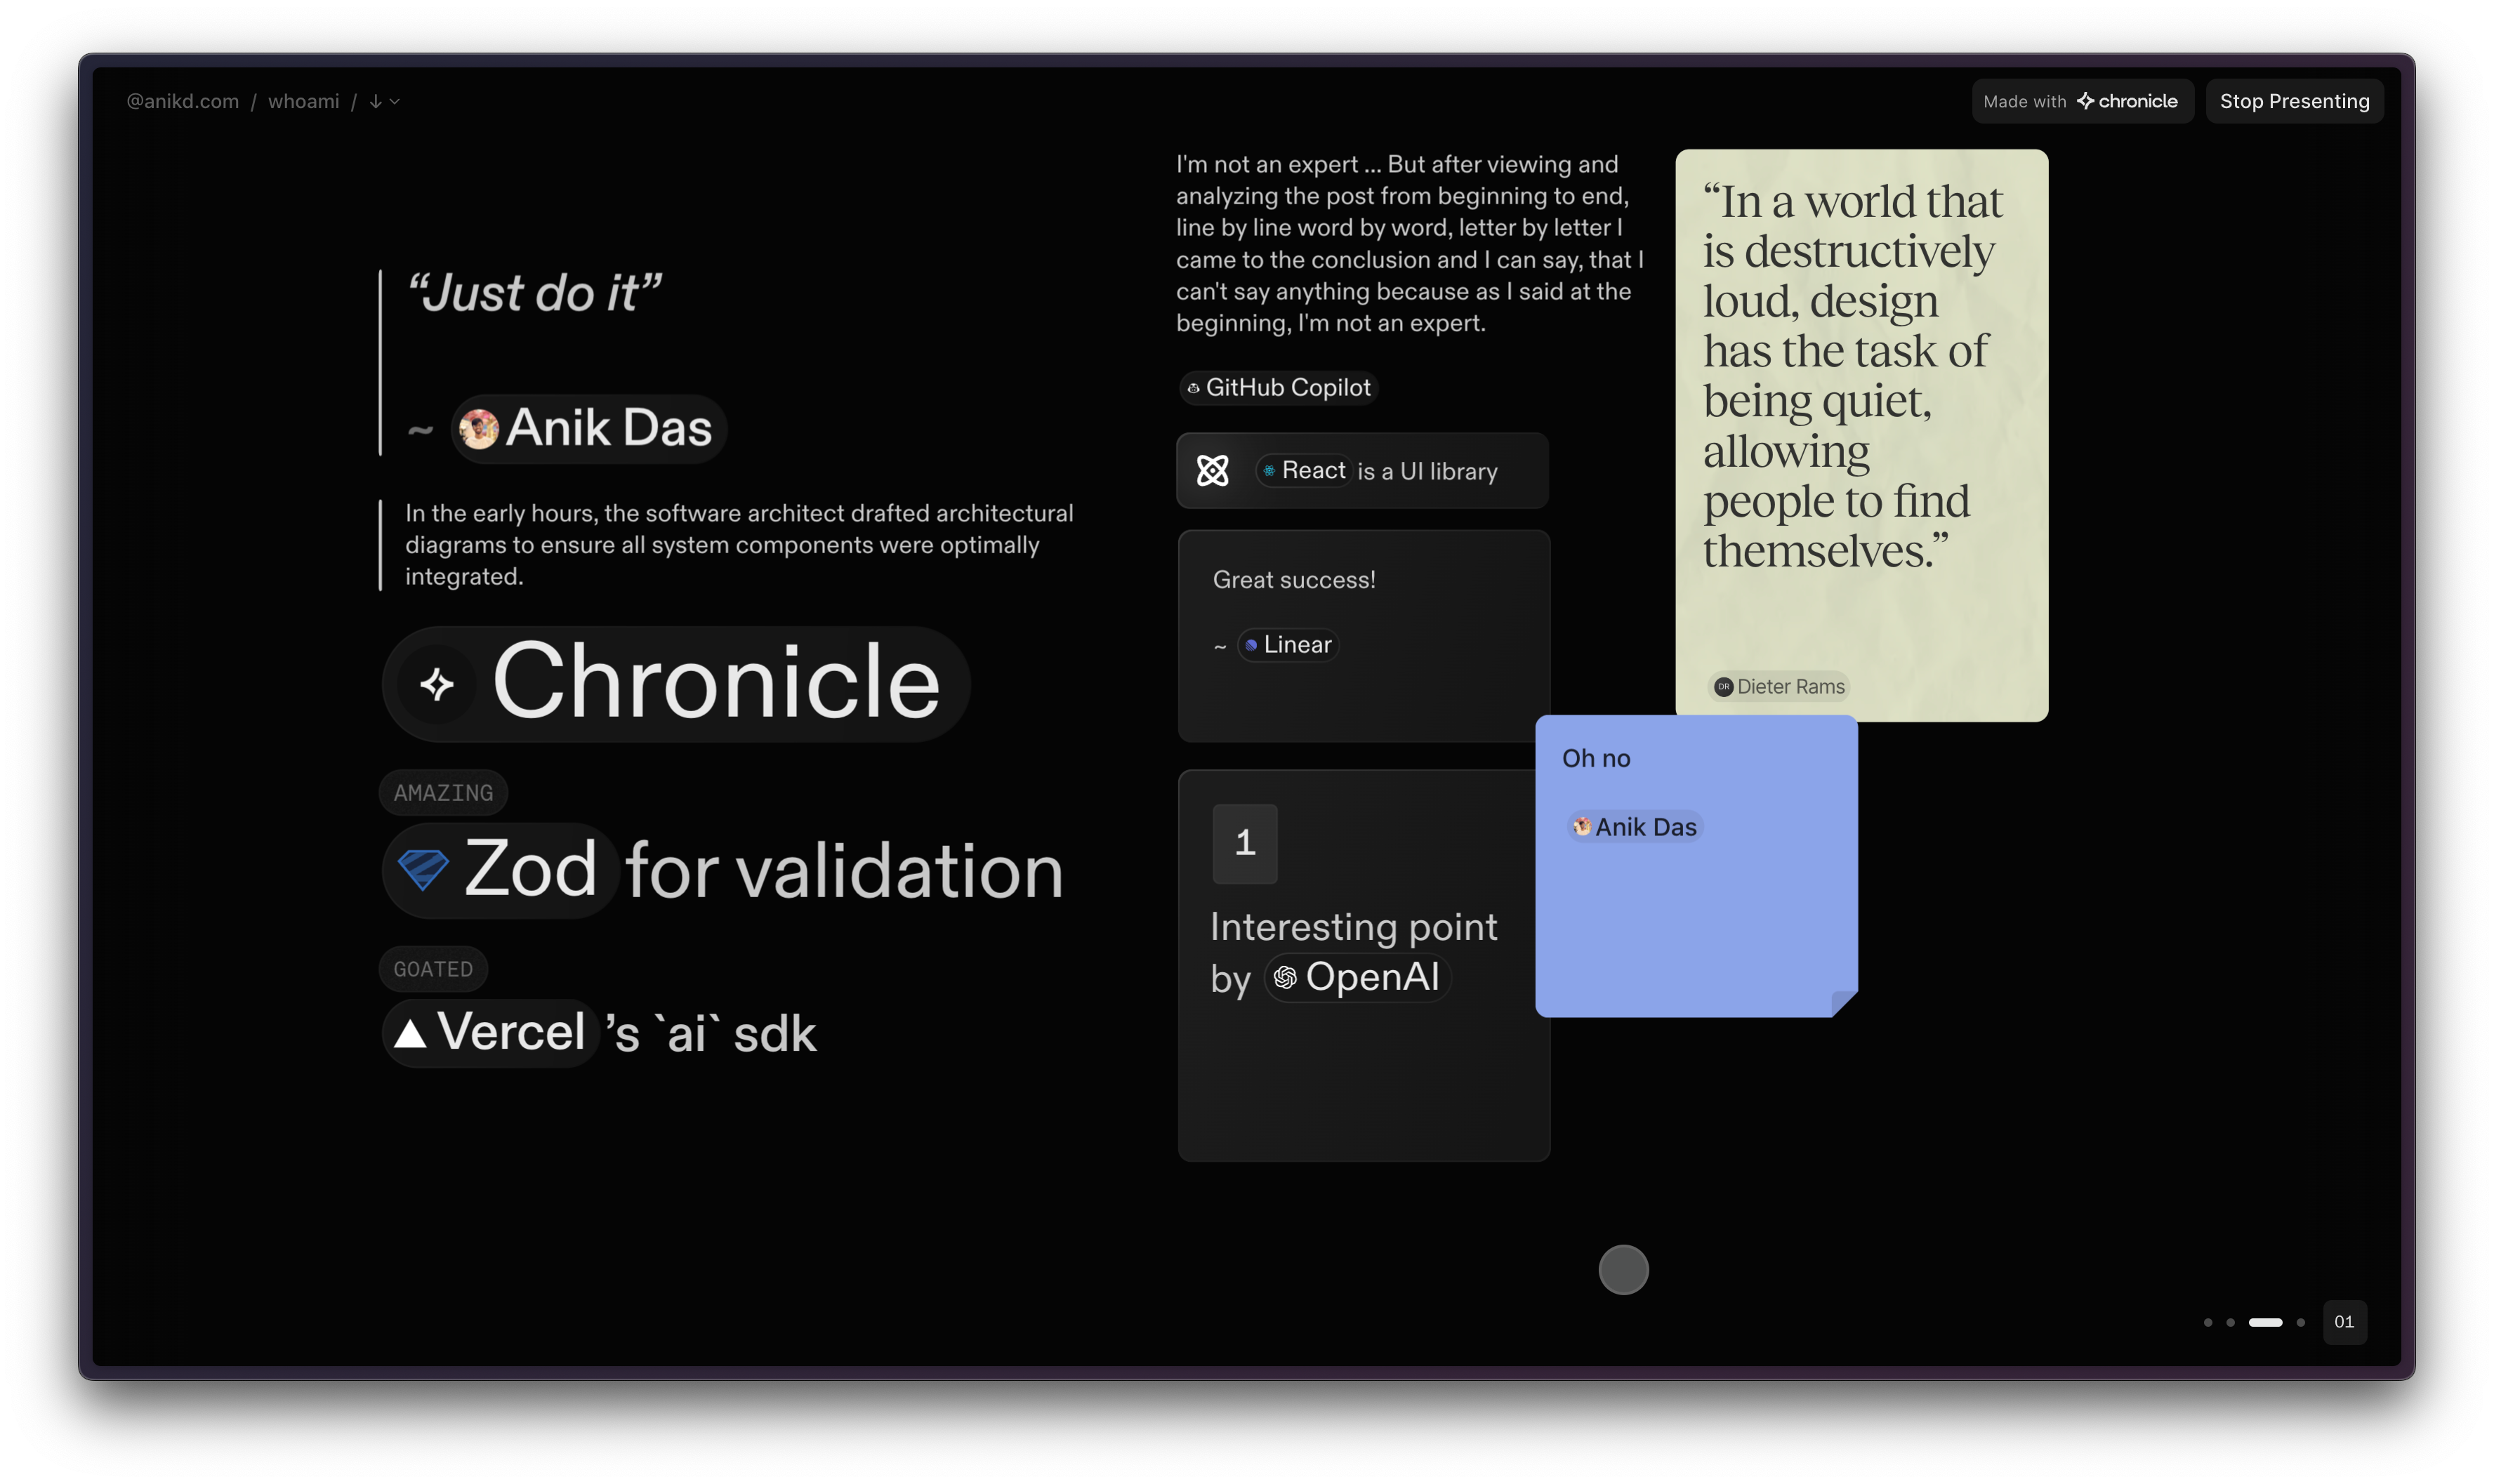 @anikd.com / whoami /
Made with chronicle
Stop Presenting
“Just do it”
~ Anik Das
In the early hours, the software architect drafted architectural
diagrams to ensure all system components were optimally
integrated.
Chronicle
AMAZING
Zod for validation
GOATED
Vercel ’s `ai` sdk
I'm not an expert ... But after viewing and
analyzing the post from beginning to end,
line by line word by word, letter by letter I
came to the conclusion and I can say, that I
can't say anything because as I said at the
beginning, I'm not an expert.
GitHub Copilot
React is a UI library
Great success!
~ Linear
1
Interesting point
by OpenAI
“In a world that
is destructively
loud, design
has the task of
being quiet,
allowing
people to find
themselves.”
DR Dieter Rams
Oh no
Anik Das
01